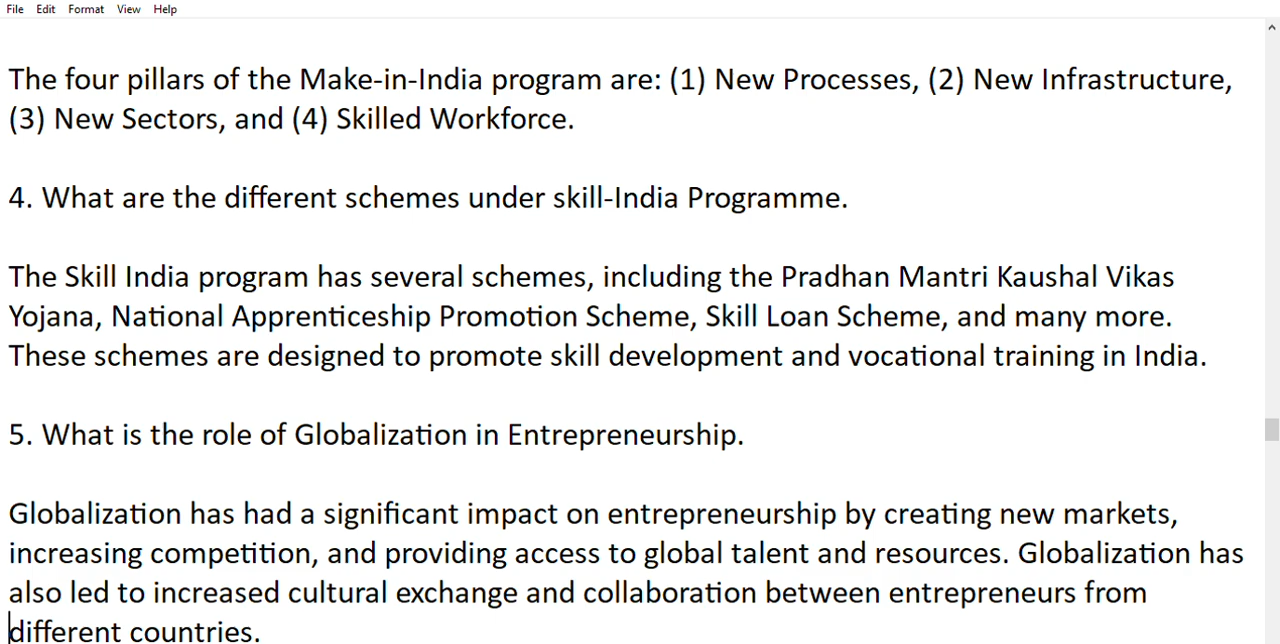 File Edit Format View Help
The four pillars of the Make-in-India program are: (1) New Processes, (2) New Infrastructure,
(3) New Sectors, and (4) Skilled Workforce.
4. What are the different schemes under skill-India Programme.
The Skill India program has several schemes, including the Pradhan Mantri Kaushal Vikas
Yojana, National Apprenticeship Promotion Scheme, Skill Loan Scheme, and many more.
These schemes are designed to promote skill development and vocational training in India.
5. What is the role of Globalization in Entrepreneurship.
Globalization has had a significant impact on entrepreneurship by creating new markets,
increasing competition, and providing access to global talent and resources. Globalization has
also led to increased cultural exchange and collaboration between entrepreneurs from
different countries.